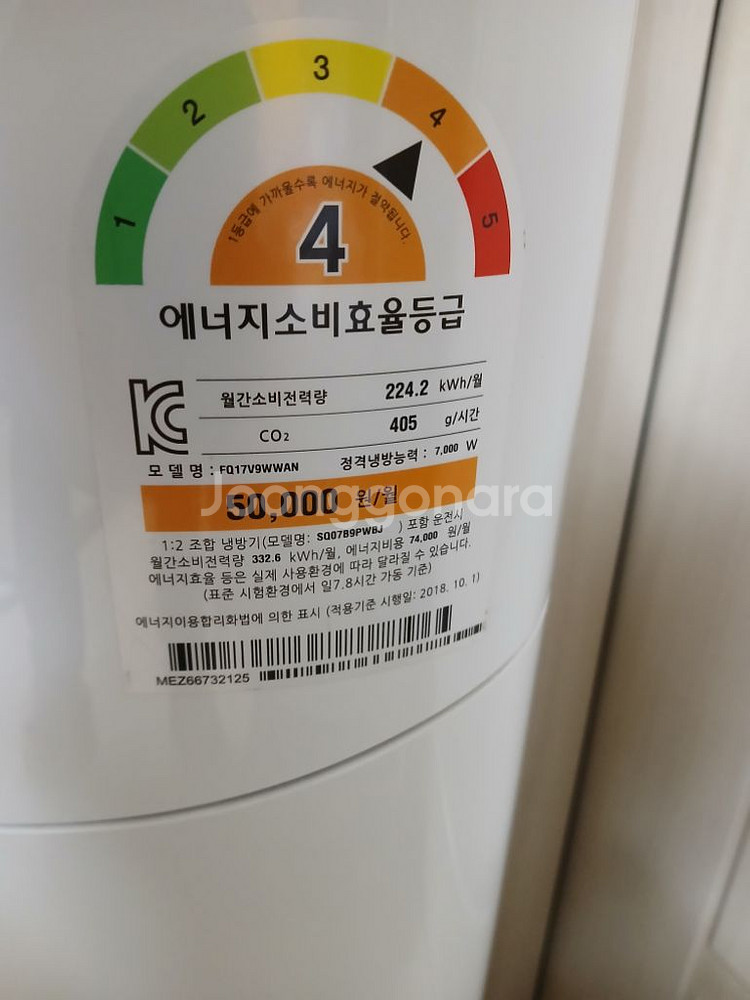 1 2 3 4 5
1등급에 가까울수록 에너지가 절약됩니다.
4
에너지소비효율등급
월간소비전력량 224.2 kWh/월
CO₂ 405 g/시간
모델명 : FQ17V9WWAN 정격냉방능력 : 7,000 W
50,000 원/월
Joonggonara
1:2 조합 냉방기(모델명: SQ07B9PWBJ ) 포함 운전시
월간소비전력량 332.6 kWh/월, 에너지비용 74,000 원/월
에너지효율 등은 실제 사용환경에 따라 달라질 수 있습니다.
(표준 시험환경에서 일7.8시간 가동 기준)
에너지이용합리화법에 의한 표시 (적용기준 시행일: 2018. 10. 1)
MEZ66732125